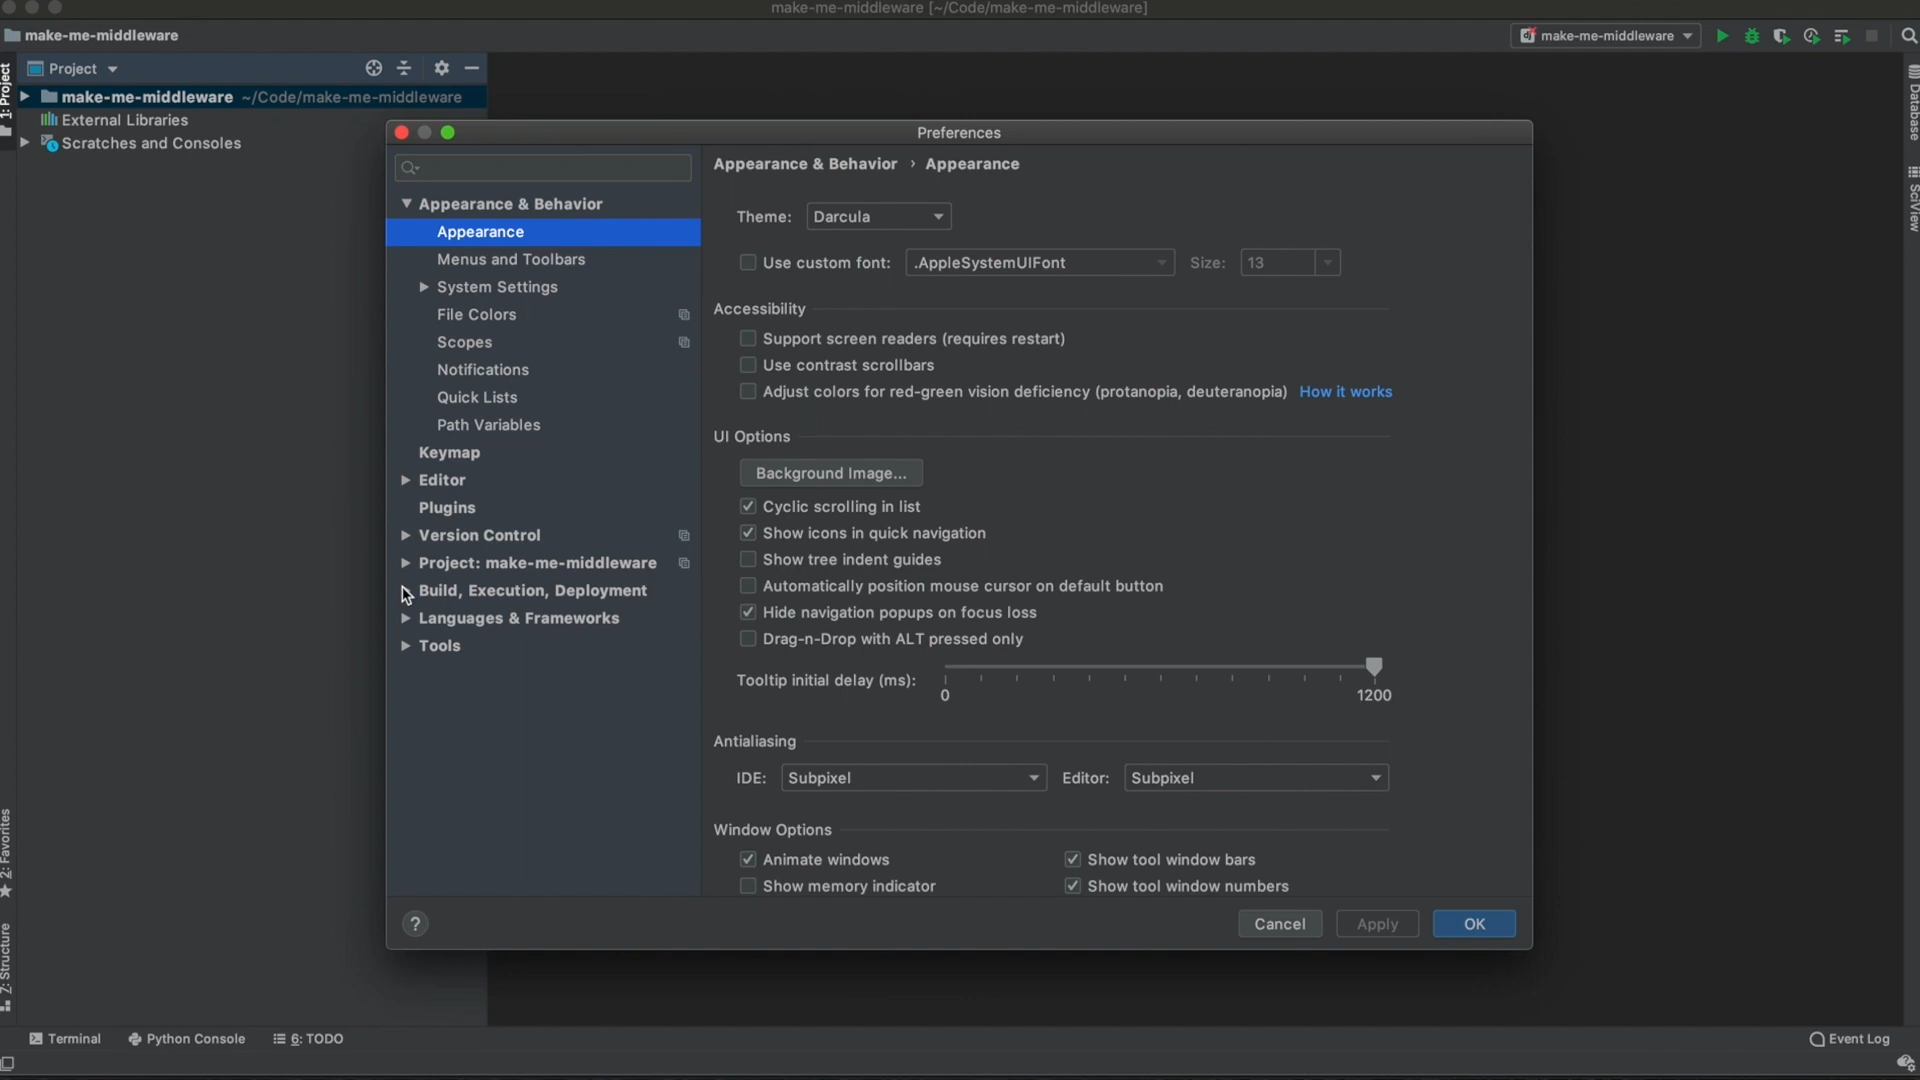 make-me-middleware [~/Code/make-me-middleware]
make-me-middleware
make-me-middleware
1: Project
Project
make-me-middleware ~/Code/make-me-middleware
External Libraries
Scratches and Consoles
Database
SciView
Preferences
Appearance & Behavior
Appearance
Menus and Toolbars
System Settings
File Colors
Scopes
Notifications
Quick Lists
Path Variables
Keymap
Editor
Plugins
Version Control
Project: make-me-middleware
Build, Execution, Deployment
Languages & Frameworks
Tools
Appearance & Behavior › Appearance
Theme: Darcula
Use custom font: .AppleSystemUIFont Size: 13
Accessibility
Support screen readers (requires restart)
Use contrast scrollbars
Adjust colors for red-green vision deficiency (protanopia, deuteranopia) How it works
UI Options
Background Image...
Cyclic scrolling in list
Show icons in quick navigation
Show tree indent guides
Automatically position mouse cursor on default button
Hide navigation popups on focus loss
Drag-n-Drop with ALT pressed only
Tooltip initial delay (ms):
0 1200
Antialiasing
IDE: Subpixel Editor: Subpixel
Window Options
Animate windows Show tool window bars
Show memory indicator Show tool window numbers
? Cancel Apply OK
2: Favorites
7: Structure
Terminal Python Console 6: TODO Event Log